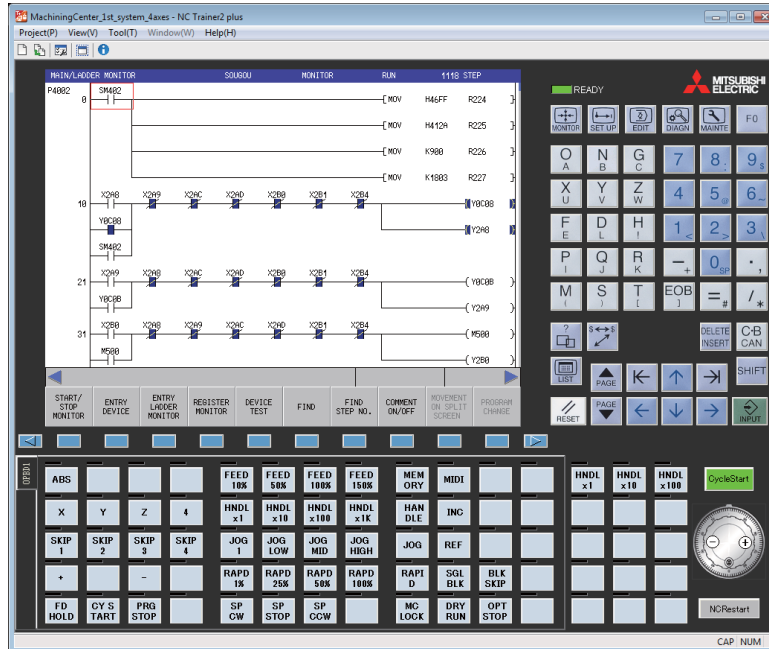 MachiningCenter_1st_system_4axes - NC Trainer2 plus
Project(P) View(V) Tool(T) Window(W) Help(H)
MAIN/LADDER MONITOR SOUGOU MONITOR RUN 1118 STEP
P4002 0 SM402 MOV H46FF R224
MOV H412A R225
MOV K900 R226
MOV K1803 R227
X2A8 X2A9 X2AC X2AD X2B0 X2B1 X2B4
10 Y0C08
Y0C08 Y2A8
SM402
X2A9 X2A8 X2AC X2AD X2B0 X2B1 X2B4
21 Y0C0B
Y0C0B Y2A9
X2B0 X2A8 X2A9 X2AC X2AD X2B1 X2B4
31 M500
M500 Y2B0
START/STOP MONITOR ENTRY DEVICE ENTRY LADDER MONITOR REGISTER MONITOR DEVICE TEST FIND FIND STEP NO. COMMENT ON/OFF MOVEMENT ON SPLIT SCREEN PROGRAM CHANGE
READY
MITSUBISHI ELECTRIC
MONITOR SET UP EDIT DIAGN MAINTE F0
O A N B G C 7 8 . 9 s
X U Y V Z W 4 5 @ 6 ~
F E D L H ! 1 < 2 > 3 \
P I Q J R K - + 0 SP . ,
M ( S ) T [ EOB ] = # / *
? $↔$ DELETE INSERT C·B CAN
LIST PAGE SHIFT
RESET PAGE INPUT
OPBD1
ABS FEED 10% FEED 50% FEED 100% FEED 150% MEMORY MIDI HNDL x1 HNDL x10 HNDL x100 CycleStart
X Y Z 4 HNDL x1 HNDL x10 HNDL x100 HNDL x1K HANDLE INC
SKIP 1 SKIP 2 SKIP 3 SKIP 4 JOG 1 JOG LOW JOG MID JOG HIGH JOG REF
+ - RAPD 1% RAPD 25% RAPD 50% RAPD 100% RAPID SGL BLK BLK SKIP
FD HOLD CY START PRG STOP SP CW SP STOP SP CCW MC LOCK DRY RUN OPT STOP NCRestart
CAP NUM